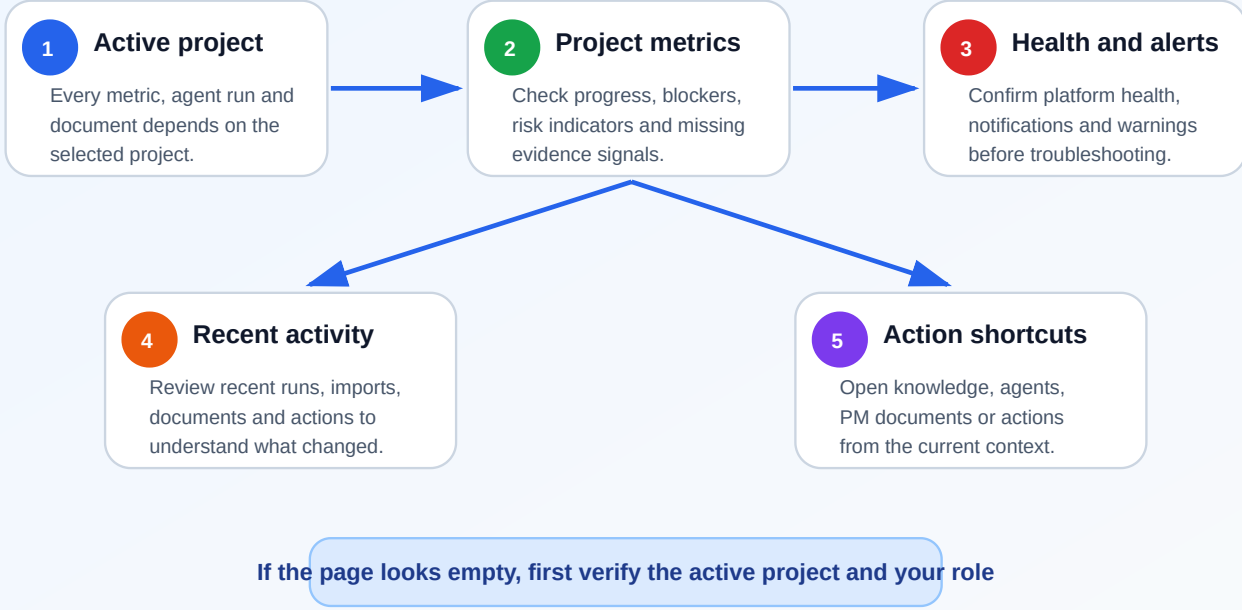 1 Active project
Every metric, agent run and
document depends on the
selected project.
2 Project metrics
Check progress, blockers,
risk indicators and missing
evidence signals.
3 Health and alerts
Confirm platform health,
notifications and warnings
before troubleshooting.
4 Recent activity
Review recent runs, imports,
documents and actions to
understand what changed.
5 Action shortcuts
Open knowledge, agents,
PM documents or actions
from the current context.
If the page looks empty, first verify the active project and your role